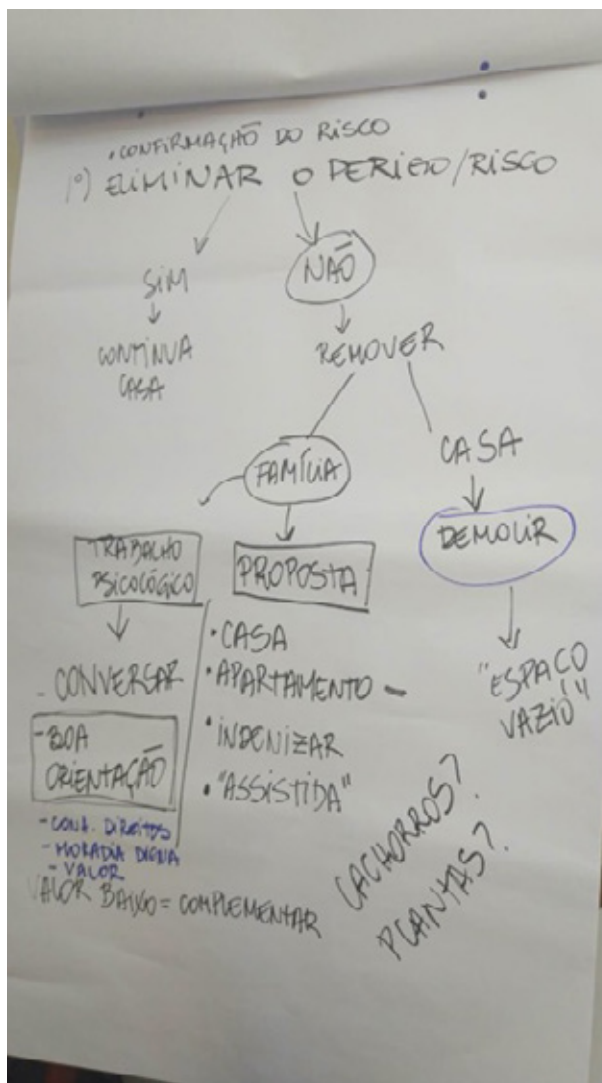 • CONFIRMAÇÃO DO RISCO
1º) ELIMINAR O PERIGO/RISCO
SIM
NÃO
CONTINUA
CASA
REMOVER
FAMÍLIA
CASA
DEMOLIR
"ESPAÇO
VAZIO"
TRABALHO
PSICOLÓGICO
- CONVERSAR
- BOA
ORIENTAÇÃO
- CONH. DIREITOS
- MORADIA DIGNA
- VALOR
VALOR BAIXO = COMPLEMENTAR
PROPOSTA
• CASA
• APARTAMENTO -
• INDENIZAR
• "ASSISTIDA"
CACHORROS?
PLANTAS?